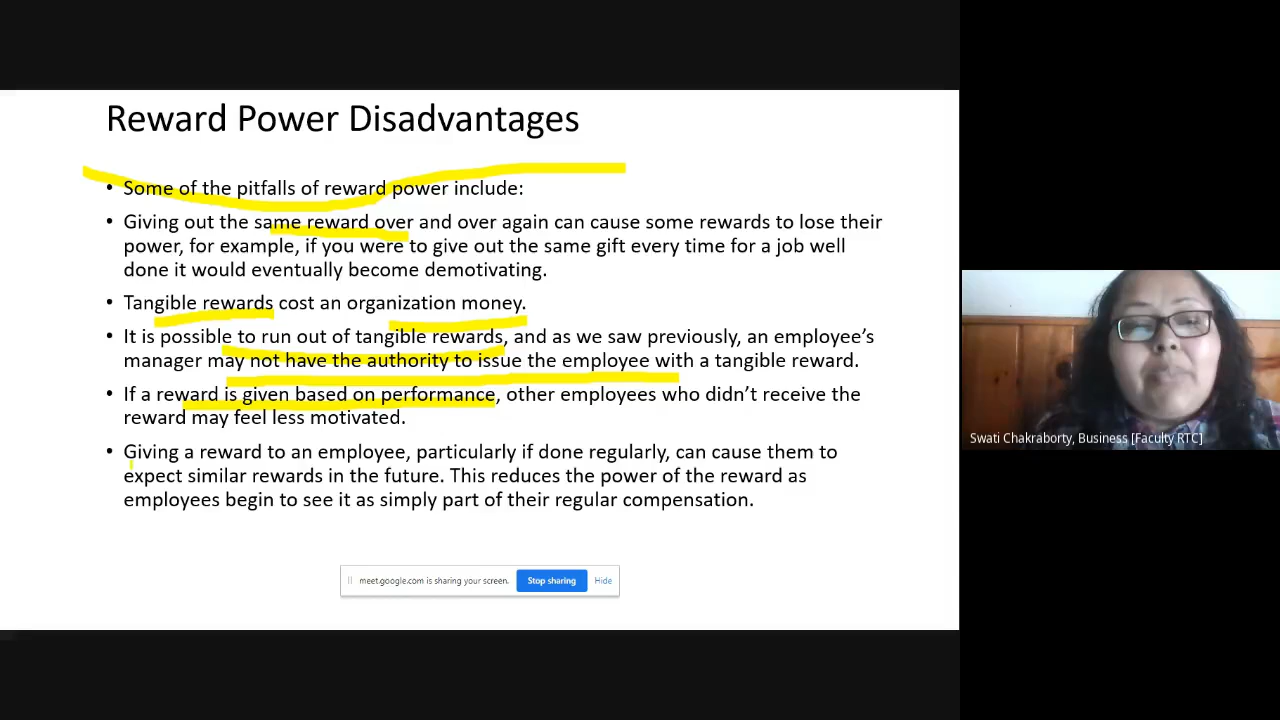 Reward Power Disadvantages
• Some of the pitfalls of reward power include:
• Giving out the same reward over and over again can cause some rewards to lose their
power, for example, if you were to give out the same gift every time for a job well
done it would eventually become demotivating.
• Tangible rewards cost an organization money.
• It is possible to run out of tangible rewards, and as we saw previously, an employee’s
manager may not have the authority to issue the employee with a tangible reward.
• If a reward is given based on performance, other employees who didn’t receive the
reward may feel less motivated.
• Giving a reward to an employee, particularly if done regularly, can cause them to
expect similar rewards in the future. This reduces the power of the reward as
employees begin to see it as simply part of their regular compensation.
meet.google.com is sharing your screen. Stop sharing Hide
Swati Chakraborty, Business [Faculty RTC]